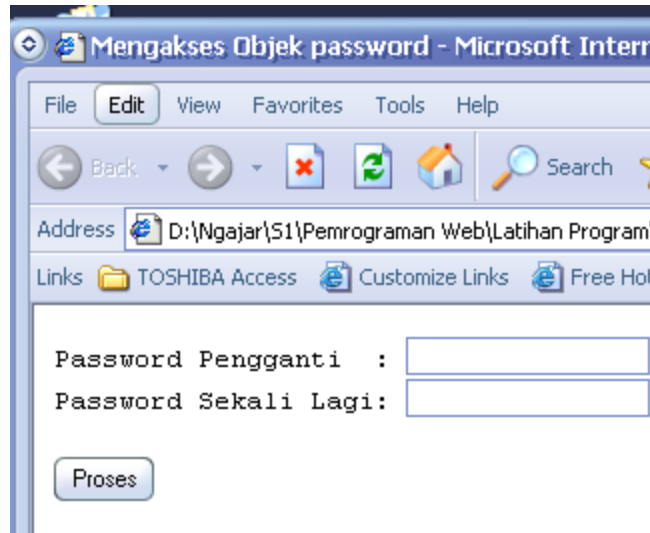 Mengakses Objek password - Microsoft Intern
File Edit View Favorites Tools Help
Back Search
Address D:\Ngajar\S1\Pemrograman Web\Latihan Program\
Links TOSHIBA Access Customize Links Free Hot
Password Pengganti :
Password Sekali Lagi:
Proses